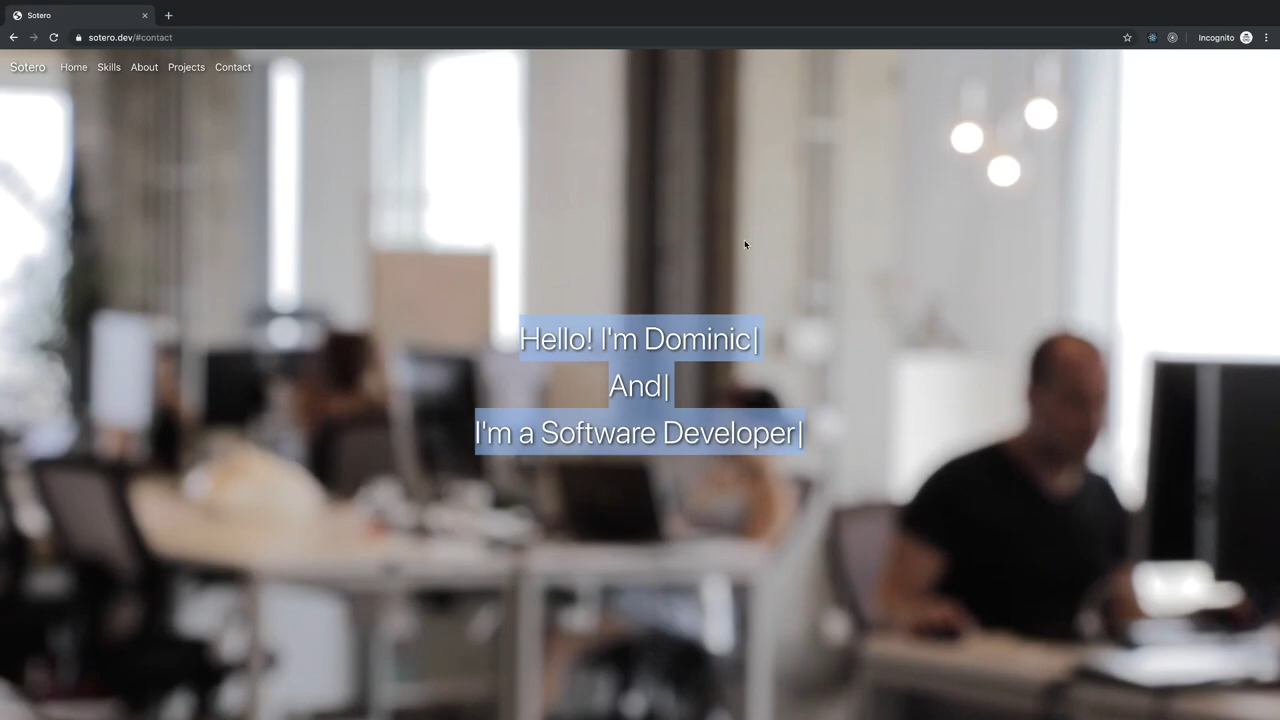 Sotero
sotero.dev/#contact
Incognito
Sotero Home Skills About Projects Contact
Hello! I'm Dominic|
And|
I'm a Software Developer|